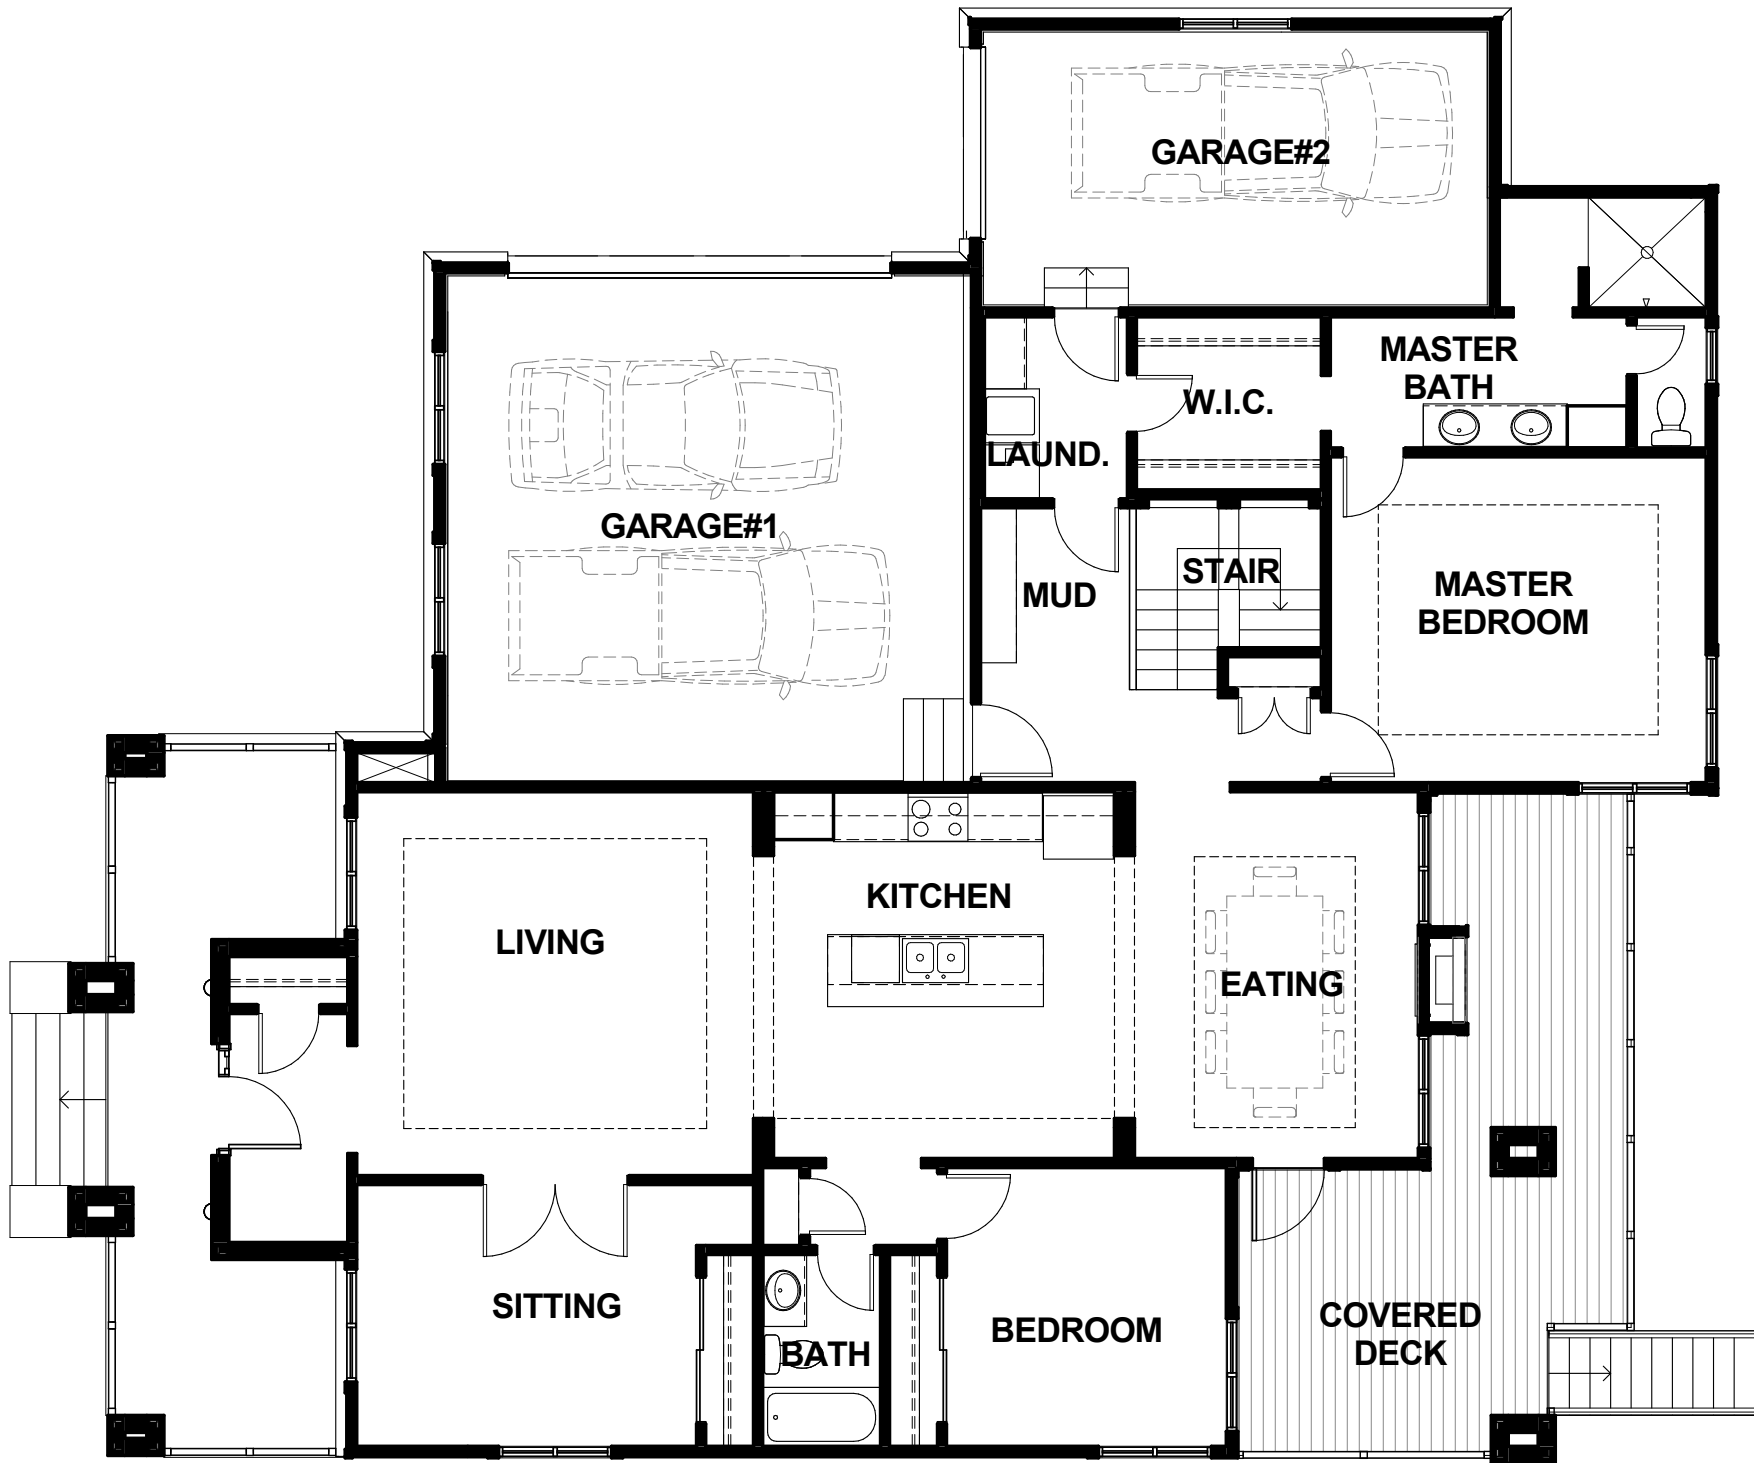 GARAGE#2
MASTER
BATH
W.I.C.
LAUND.
GARAGE#1
STAIR
MUD
MASTER
BEDROOM
KITCHEN
LIVING
EATING
SITTING
BATH
BEDROOM
COVERED
DECK